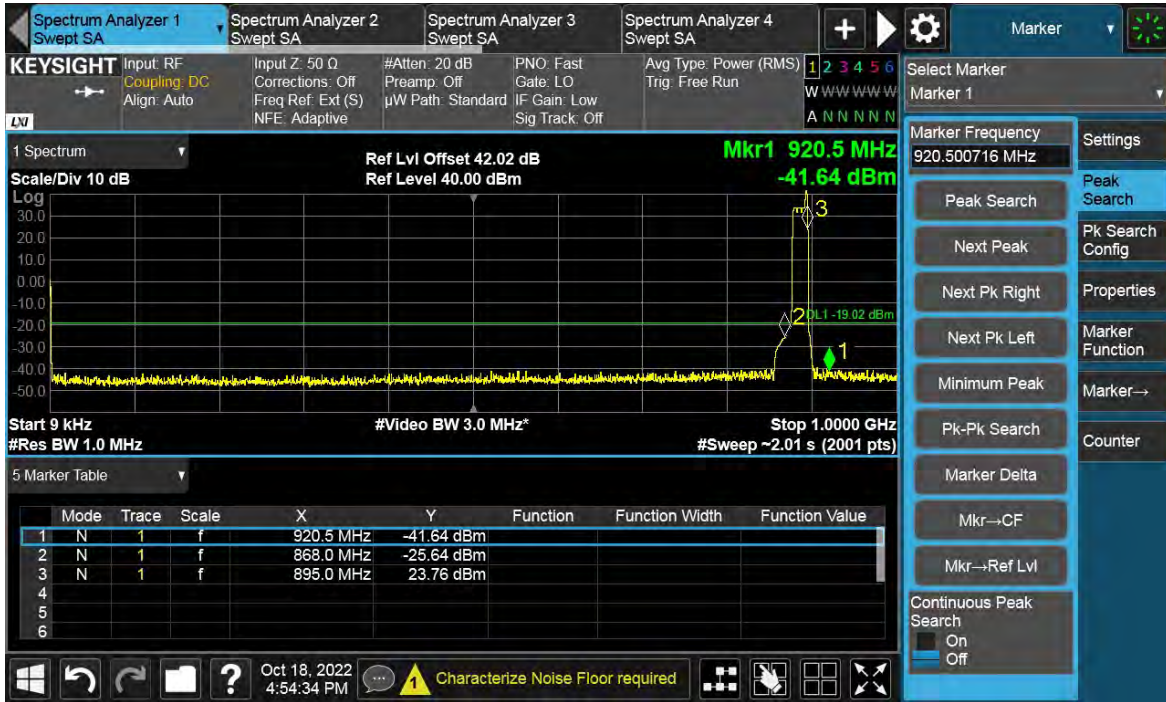 Spectrum Analyzer 1
Swept SA
Spectrum Analyzer 2
Swept SA
Spectrum Analyzer 3
Swept SA
Spectrum Analyzer 4
Swept SA
+
Marker
KEYSIGHT
LXI
Input: RF
Coupling: DC
Align: Auto
Input Z: 50 Ω
Corrections: Off
Freq Ref: Ext (S)
NFE: Adaptive
#Atten: 20 dB
Preamp: Off
µW Path: Standard
PNO: Fast
Gate: LO
IF Gain: Low
Sig Track: Off
Avg Type: Power (RMS)
Trig: Free Run
1 2 3 4 5 6
W W W W W W
A N N N N N
Select Marker
Marker 1
1 Spectrum
Scale/Div 10 dB
Ref Lvl Offset 42.02 dB
Ref Level 40.00 dBm
Mkr1 920.5 MHz
-41.64 dBm
Log
30.0
20.0
10.0
0.00
-10.0
-20.0
-30.0
-40.0
-50.0
3
2
DL1 -19.02 dBm
1
Start 9 kHz
#Res BW 1.0 MHz
#Video BW 3.0 MHz*
Stop 1.0000 GHz
#Sweep ~2.01 s (2001 pts)
5 Marker Table
Mode Trace Scale X Y Function Function Width Function Value
1 N 1 f 920.5 MHz -41.64 dBm
2 N 1 f 868.0 MHz -25.64 dBm
3 N 1 f 895.0 MHz 23.76 dBm
4
5
6
Marker Frequency
920.500716 MHz
Peak Search
Next Peak
Next Pk Right
Next Pk Left
Minimum Peak
Pk-Pk Search
Marker Delta
Mkr→CF
Mkr→Ref Lvl
Continuous Peak
Search
On
Off
Settings
Peak
Search
Pk Search
Config
Properties
Marker
Function
Marker→
Counter
?
Oct 18, 2022
4:54:34 PM
1
Characterize Noise Floor required